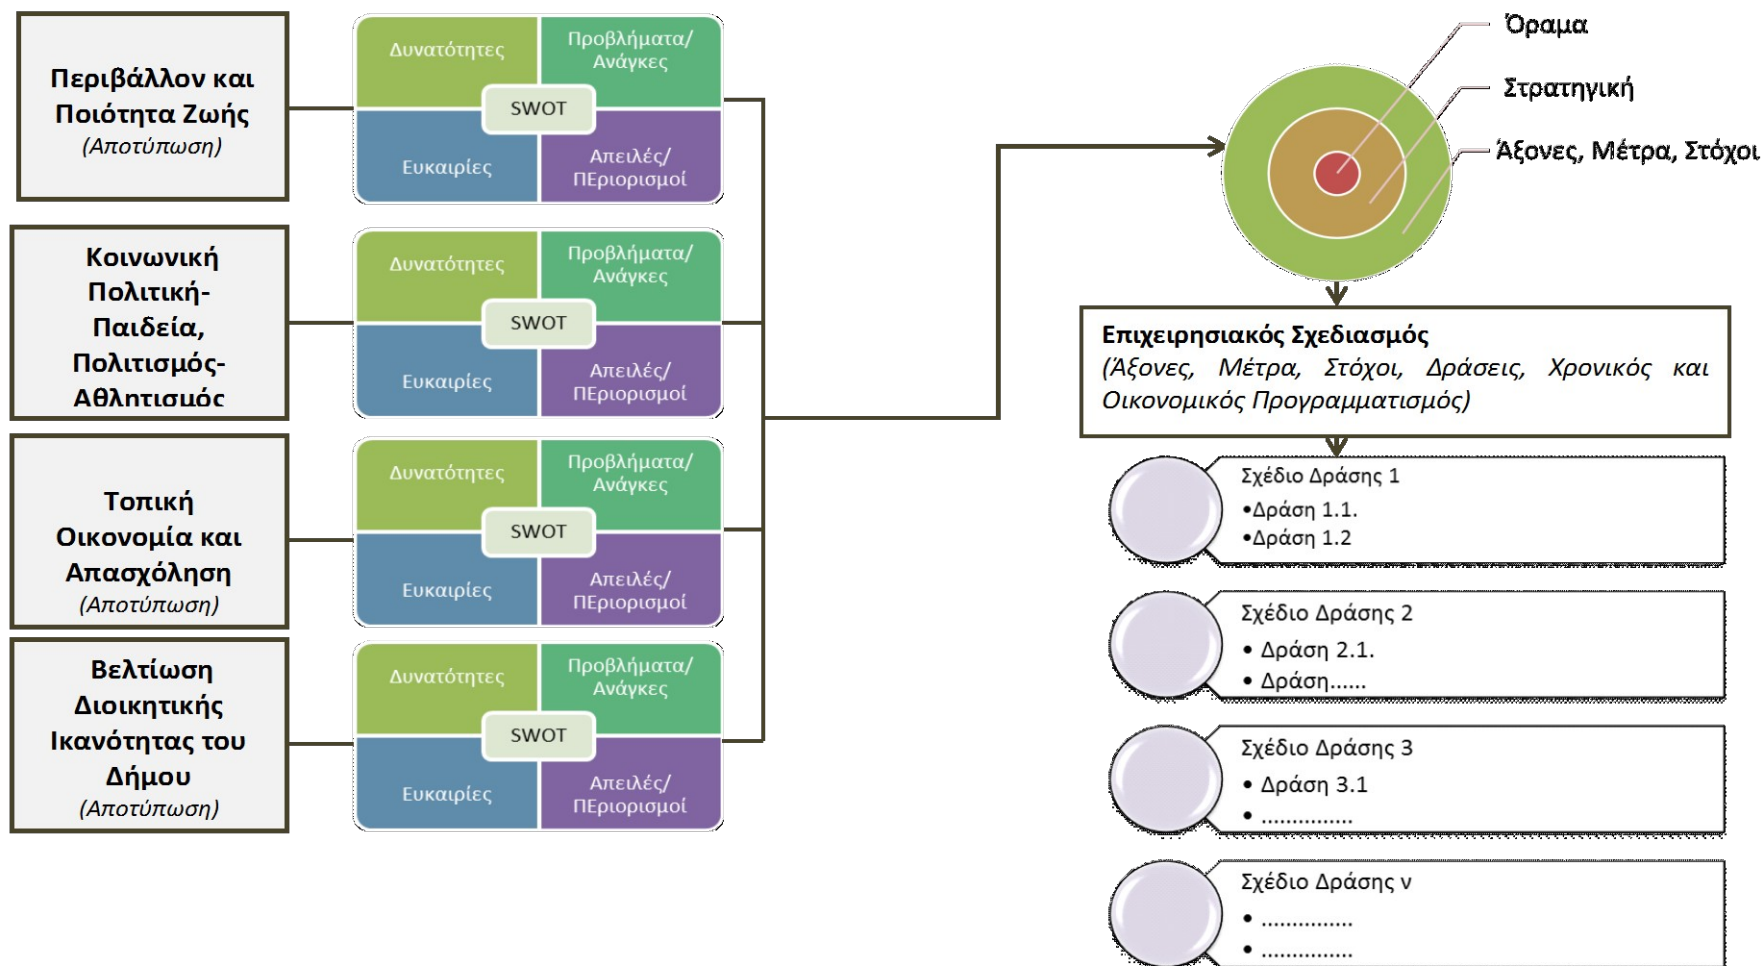 Περιβάλλον και
Ποιότητα Ζωής
(Αποτύπωση)
Δυνατότητες
Προβλήματα/
Ανάγκες
SWOT
Ευκαιρίες
Απειλές/
ΠΕριορισμοί
Κοινωνική
Πολιτική-
Παιδεία,
Πολιτισμός-
Αθλητισμός
Δυνατότητες
Προβλήματα/
Ανάγκες
SWOT
Ευκαιρίες
Απειλές/
ΠΕριορισμοί
Τοπική
Οικονομία και
Απασχόληση
(Αποτύπωση)
Δυνατότητες
Προβλήματα/
Ανάγκες
SWOT
Ευκαιρίες
Απειλές/
ΠΕριορισμοί
Βελτίωση
Διοικητικής
Ικανότητας του
Δήμου
(Αποτύπωση)
Δυνατότητες
Προβλήματα/
Ανάγκες
SWOT
Ευκαιρίες
Απειλές/
ΠΕριορισμοί
Όραμα
Στρατηγική
Άξονες, Μέτρα, Στόχοι
Επιχειρησιακός Σχεδιασμός
(Άξονες, Μέτρα, Στόχοι, Δράσεις, Χρονικός και
Οικονομικός Προγραμματισμός)
Σχέδιο Δράσης 1
•Δράση 1.1.
•Δράση 1.2
Σχέδιο Δράσης 2
• Δράση 2.1.
• Δράση......
Σχέδιο Δράσης 3
• Δράση 3.1
• ..............
Σχέδιο Δράσης ν
• ..............
• ..............